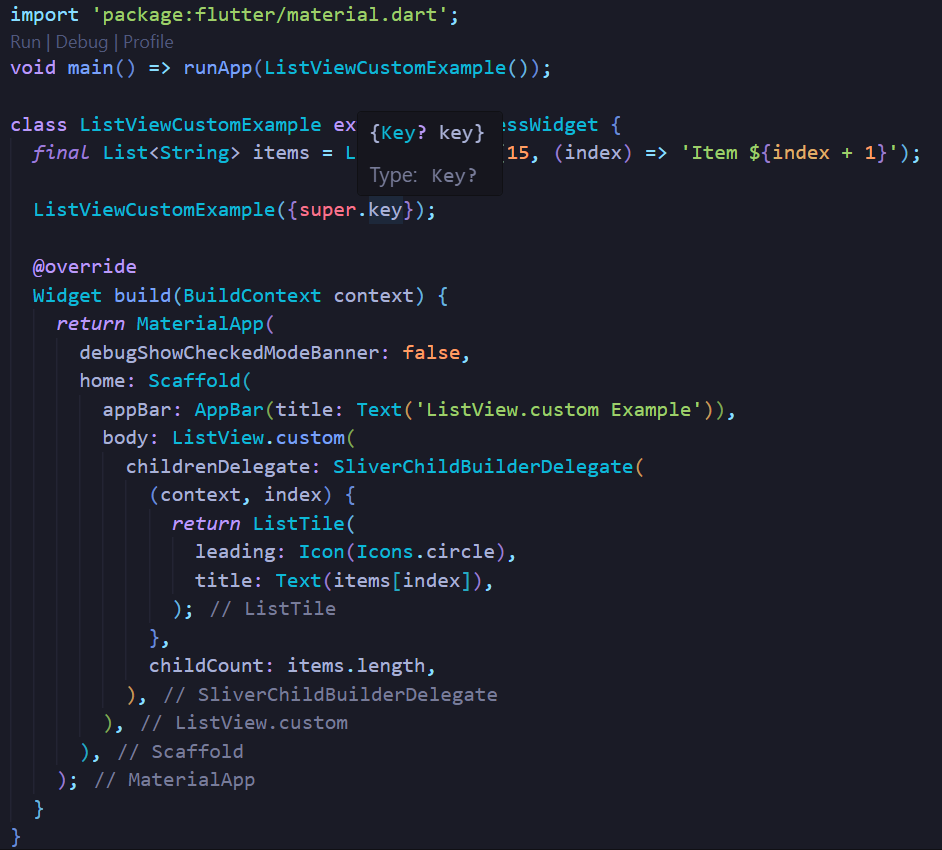 import 'package:flutter/material.dart';
Run | Debug | Profile
void main() => runApp(ListViewCustomExample());
class ListViewCustomExample ex
{Key? key}
essWidget {
final List<String> items = L
15, (index) => 'Item ${index + 1}');
Type: Key?
ListViewCustomExample({super.key});
@override
Widget build(BuildContext context) {
return MaterialApp(
debugShowCheckedModeBanner: false,
home: Scaffold(
appBar: AppBar(title: Text('ListView.custom Example')),
body: ListView.custom(
childrenDelegate: SliverChildBuilderDelegate(
(context, index) {
return ListTile(
leading: Icon(Icons.circle),
title: Text(items[index]),
); // ListTile
},
childCount: items.length,
), // SliverChildBuilderDelegate
), // ListView.custom
), // Scaffold
); // MaterialApp
}
}